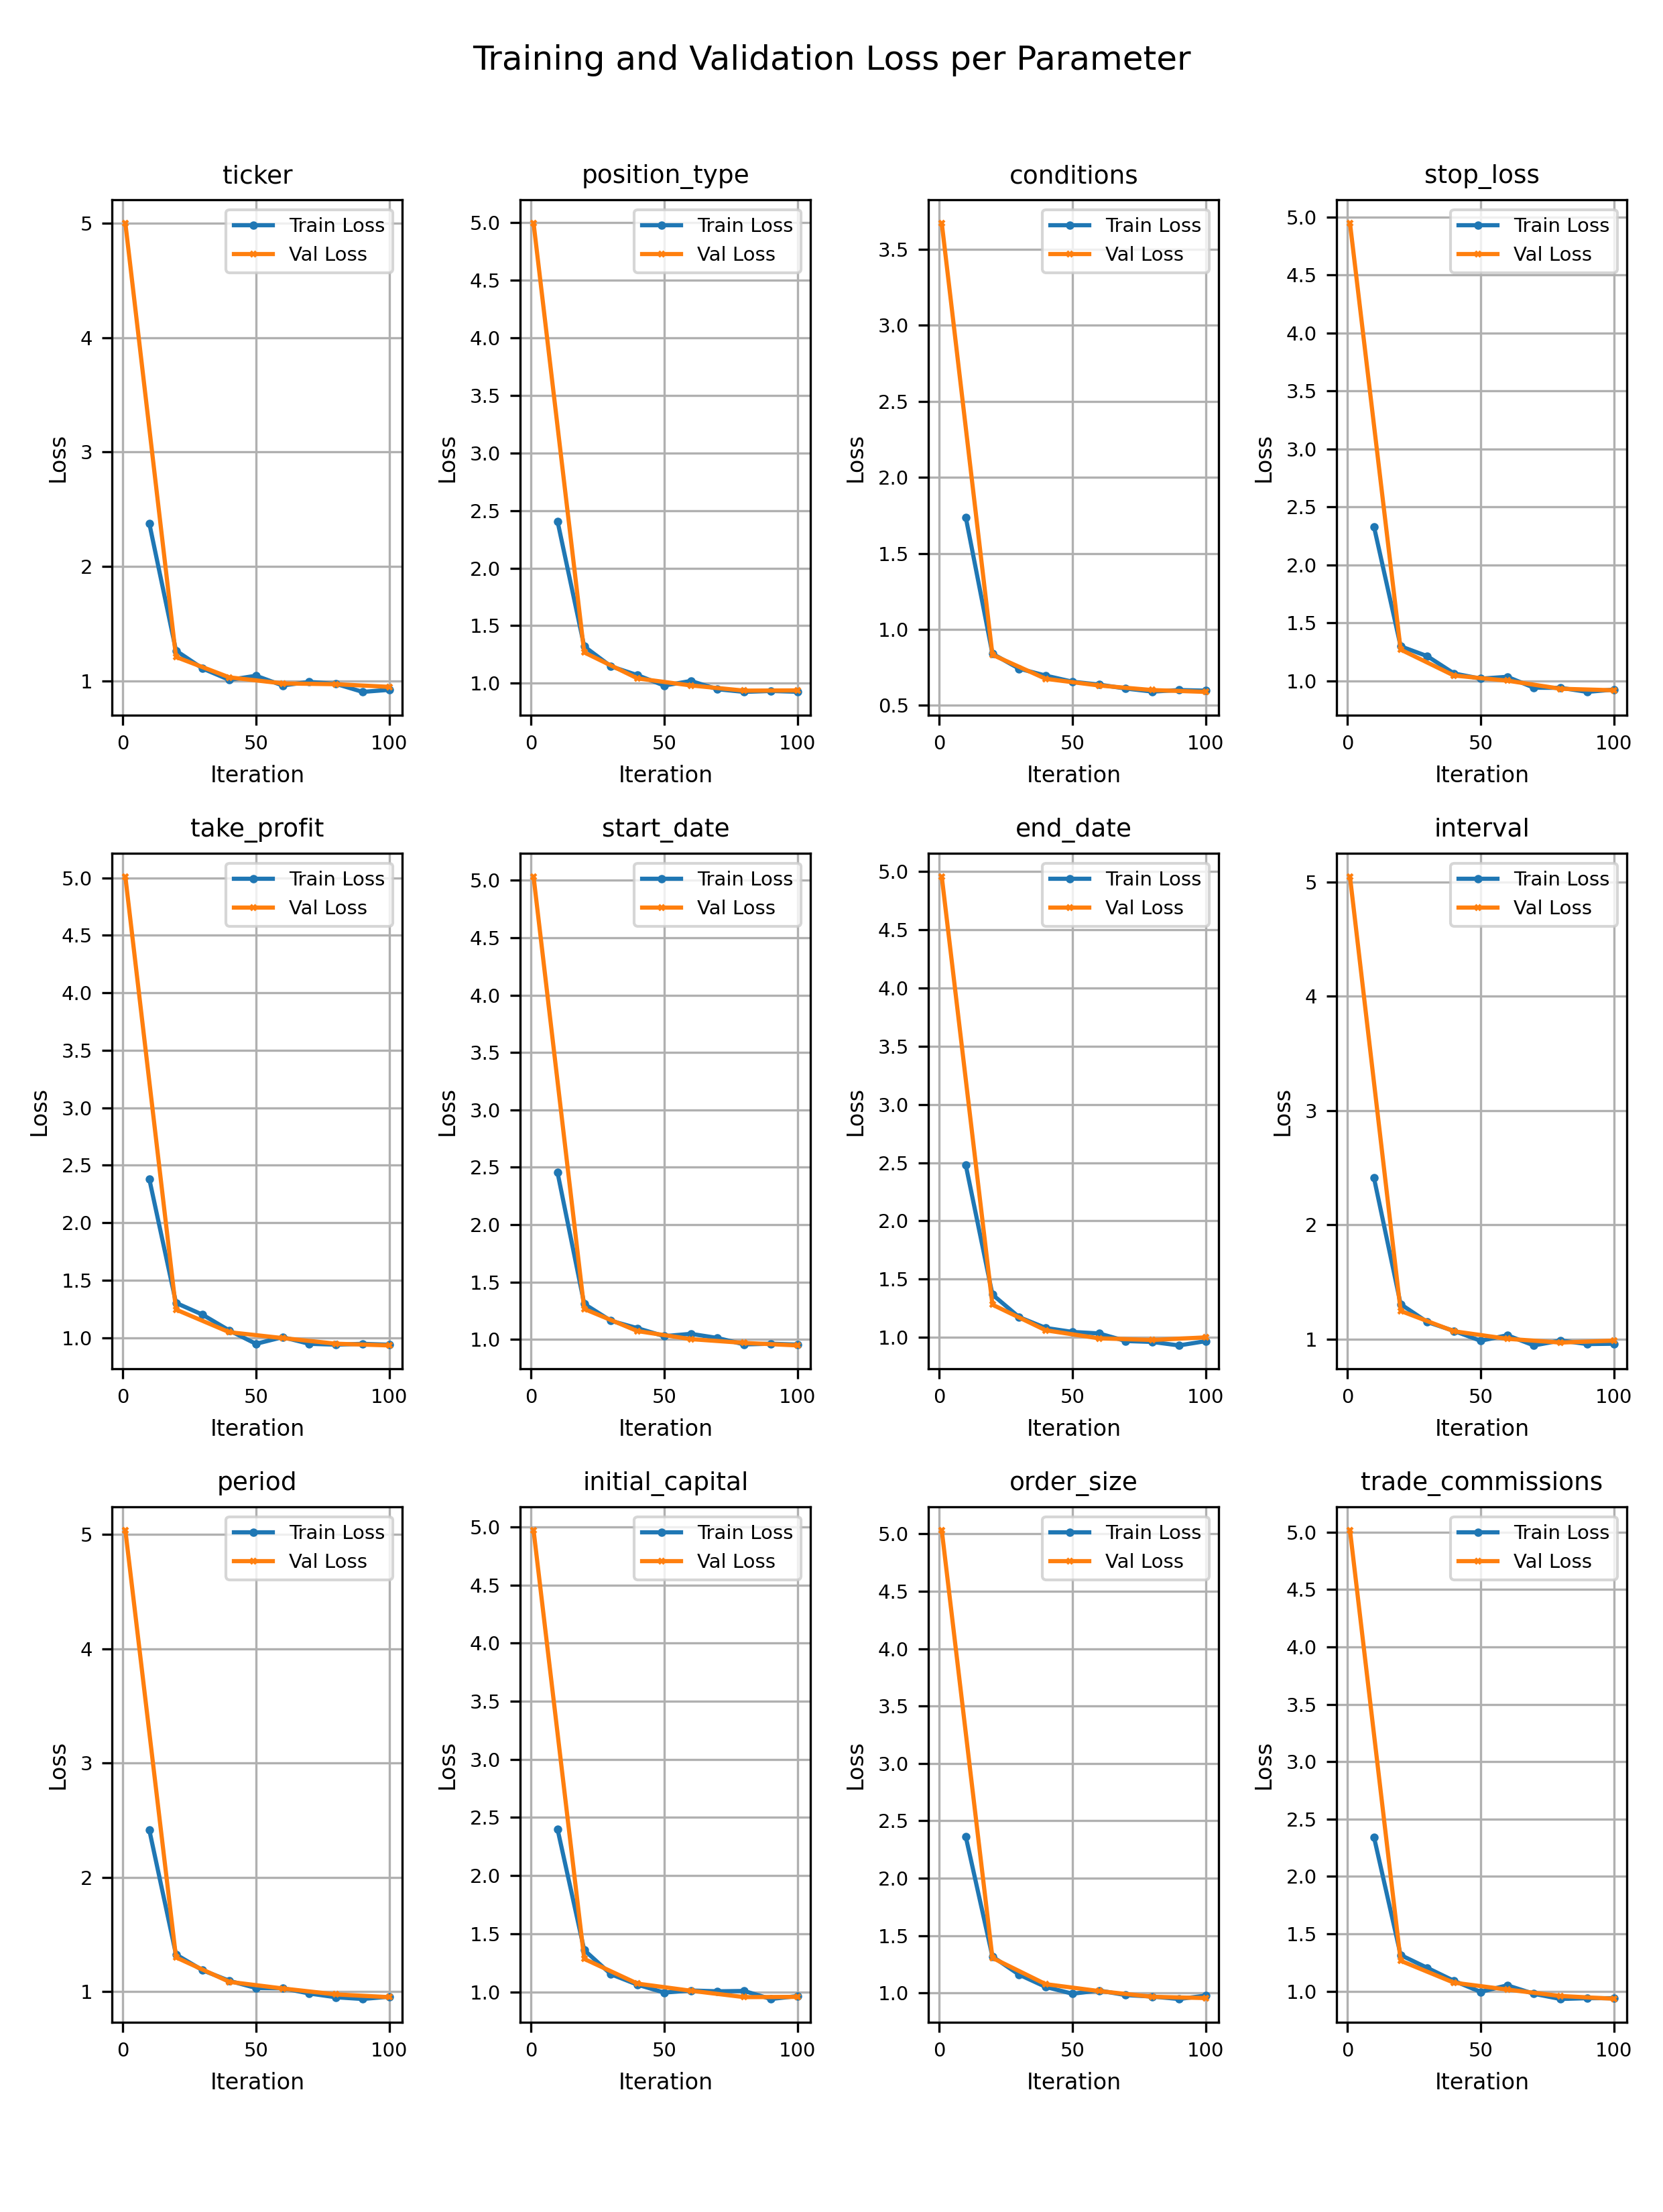 Training and Validation Loss per Parameter
ticker
Train Loss
Val Loss
5
4
3
2
1
0
50
100
Loss
Iteration
position_type
Train Loss
Val Loss
5.0
4.5
4.0
3.5
3.0
2.5
2.0
1.5
1.0
0
50
100
Loss
Iteration
conditions
Train Loss
Val Loss
3.5
3.0
2.5
2.0
1.5
1.0
0.5
0
50
100
Loss
Iteration
stop_loss
Train Loss
Val Loss
5.0
4.5
4.0
3.5
3.0
2.5
2.0
1.5
1.0
0
50
100
Loss
Iteration
take_profit
Train Loss
Val Loss
5.0
4.5
4.0
3.5
3.0
2.5
2.0
1.5
1.0
0
50
100
Loss
Iteration
start_date
Train Loss
Val Loss
5.0
4.5
4.0
3.5
3.0
2.5
2.0
1.5
1.0
0
50
100
Loss
Iteration
end_date
Train Loss
Val Loss
5.0
4.5
4.0
3.5
3.0
2.5
2.0
1.5
1.0
0
50
100
Loss
Iteration
interval
Train Loss
Val Loss
5
4
3
2
1
0
50
100
Loss
Iteration
period
Train Loss
Val Loss
5
4
3
2
1
0
50
100
Loss
Iteration
initial_capital
Train Loss
Val Loss
5.0
4.5
4.0
3.5
3.0
2.5
2.0
1.5
1.0
0
50
100
Loss
Iteration
order_size
Train Loss
Val Loss
5.0
4.5
4.0
3.5
3.0
2.5
2.0
1.5
1.0
0
50
100
Loss
Iteration
trade_commissions
Train Loss
Val Loss
5.0
4.5
4.0
3.5
3.0
2.5
2.0
1.5
1.0
0
50
100
Loss
Iteration